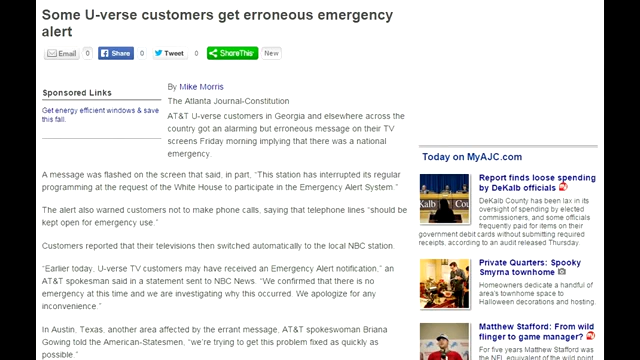 Some U-verse customers get erroneous emergency
alert
Email 0 Share 0 Tweet 0 ShareThis New
Sponsored Links
Get energy efficient windows & save
this fall.
By Mike Morris
The Atlanta Journal-Constitution
AT&T U-verse customers in Georgia and elsewhere across the
country got an alarming but erroneous message on their TV
screens Friday morning implying that there was a national
emergency.
A message was flashed on the screen that said, in part, “This station has interrupted its regular
programming at the request of the White House to participate in the Emergency Alert System.”
The alert also warned customers not to make phone calls, saying that telephone lines “should be
kept open for emergency use.”
Customers reported that their televisions then switched automatically to the local NBC station.
“Earlier today, U-verse TV customers may have received an Emergency Alert notification,” an
AT&T spokesman said in a statement sent to NBC News. “We confirmed that there is no
emergency at this time and we are investigating why this occurred. We apologize for any
inconvenience.”
In Austin, Texas, another area affected by the errant message, AT&T spokeswoman Briana
Gowing told the American-Statesmen, “we’re trying to get this problem fixed as quickly as
possible.”
Today on MyAJC.com
Report finds loose spending
by DeKalb officials
DeKalb County has been lax in its
oversight of spending by elected
commissioners, and some officials
frequently paid for items on their
government debit cards without submitting required
receipts, according to an audit released Thursday.
Private Quarters: Spooky
Smyrna townhome
Homeowners dedicate a handful of
area's townhome space to
Halloween decorations and hosting.
Matthew Stafford: From wild
flinger to game manager?
For five years Matthew Stafford was
the NFL equivalent of the wild point